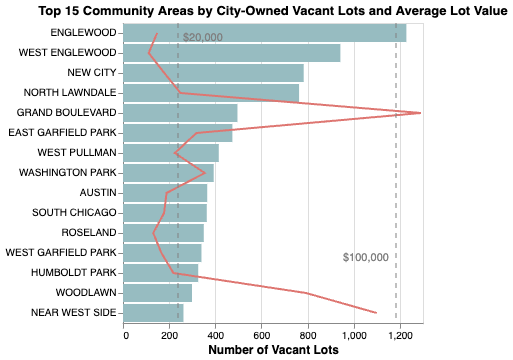 Top 15 Community Areas by City-Owned Vacant Lots and Average Lot Value
ENGLEWOOD
$20,000
WEST ENGLEWOOD
NEW CITY
NORTH LAWNDALE
GRAND BOULEVARD
EAST GARFIELD PARK
WEST PULLMAN
WASHINGTON PARK
AUSTIN
SOUTH CHICAGO
ROSELAND
WEST GARFIELD PARK
$100,000
HUMBOLDT PARK
WOODLAWN
NEAR WEST SIDE
0 200 400 600 800 1,000 1,200
Number of Vacant Lots